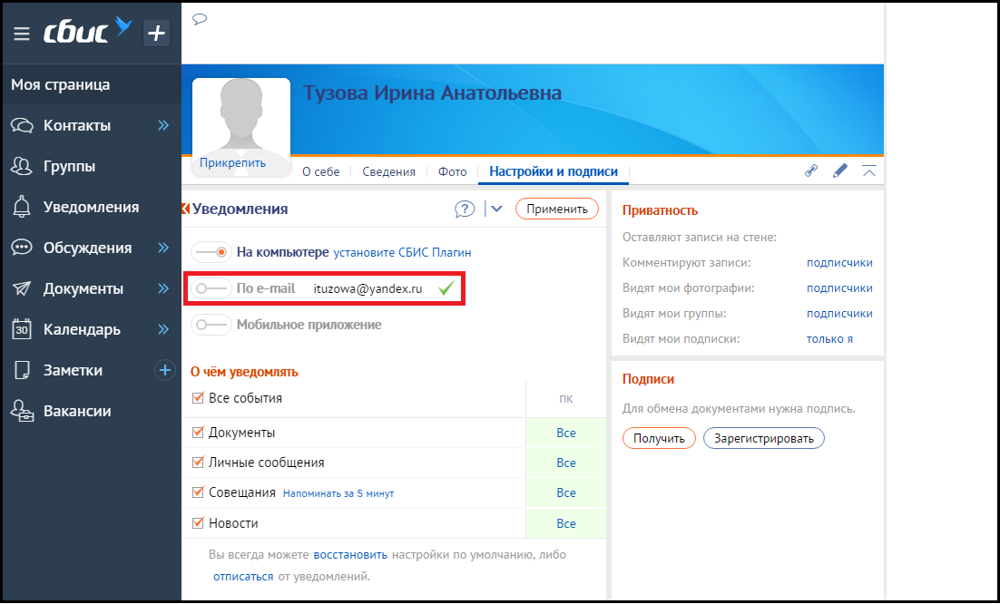 сбис
Моя страница
Контакты
Группы
Уведомления
Обсуждения
Документы
30
Календарь
Заметки
Вакансии
Тузова Ирина Анатольевна
Прикрепить
О себе Сведения Фото Настройки и подписи
Уведомления ? Применить
На компьютере установите СБИС Плагин
По e-mail ituzowa@yandex.ru
Мобильное приложение
О чём уведомлять
Все события ПК
Документы Все
Личные сообщения Все
Совещания Напоминать за 5 минут Все
Новости Все
Вы всегда можете восстановить настройки по умолчанию, либо
отписаться от уведомлений.
Приватность
Оставляют записи на стене:
Комментируют записи: подписчики
Видят мои фотографии: подписчики
Видят мои группы: подписчики
Видят мои подписки: только я
Подписи
Для обмена документами нужна подпись.
Получить Зарегистрировать